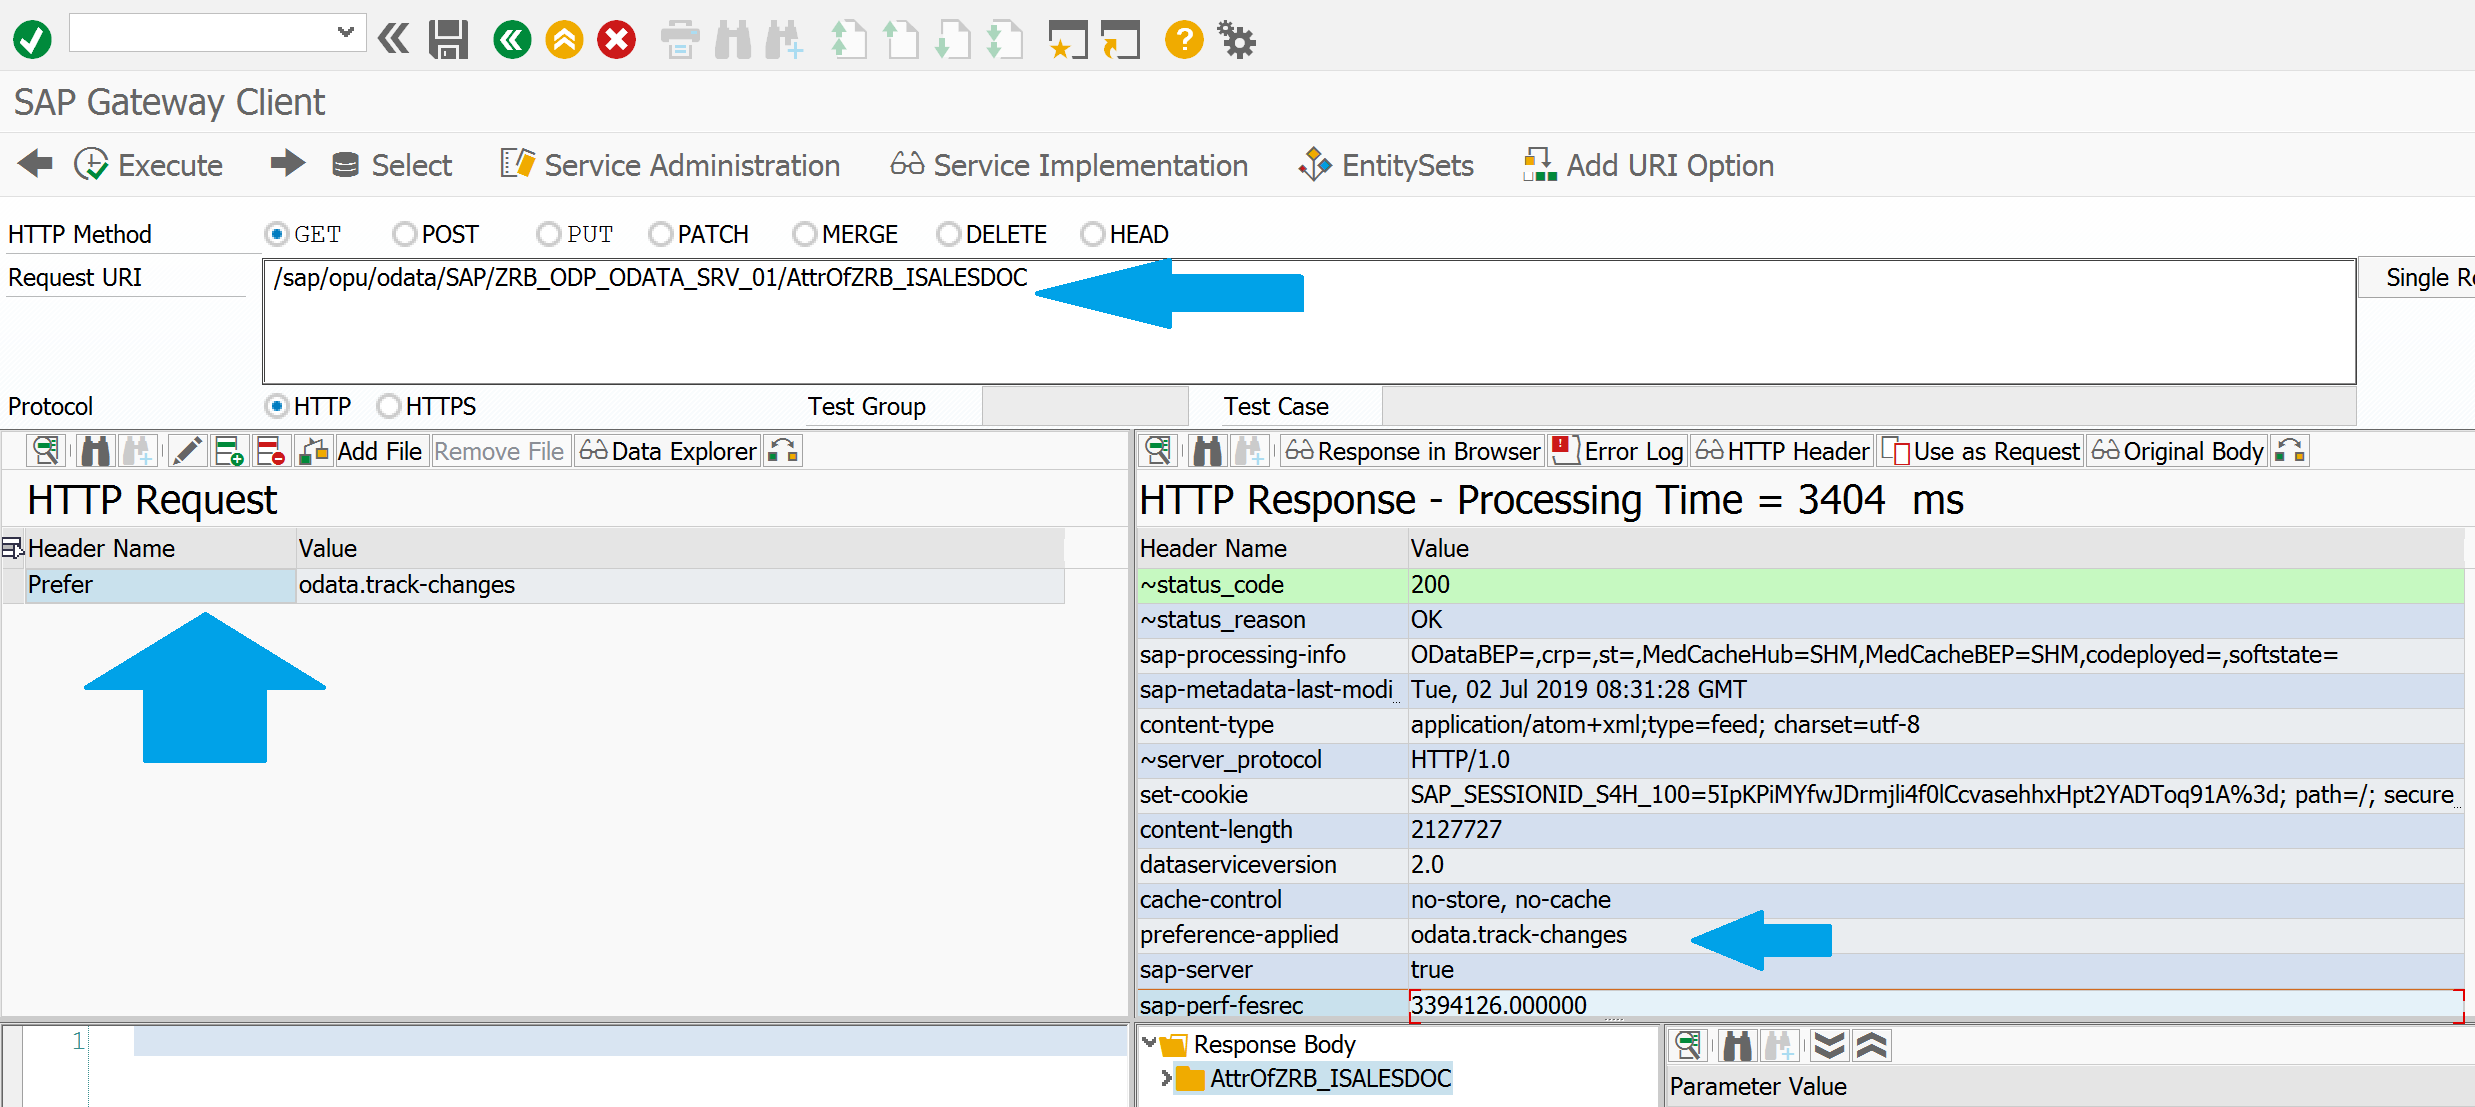 SAP Gateway Client
Execute Select Service Administration Service Implementation EntitySets Add URI Option
HTTP Method GET POST PUT PATCH MERGE DELETE HEAD
Request URI /sap/opu/odata/SAP/ZRB_ODP_ODATA_SRV_01/AttrOfZRB_ISALESDOC Single Re
Protocol HTTP HTTPS Test Group Test Case
Add File Remove File Data Explorer
HTTP Request
Header Name Value
Prefer odata.track-changes
1
Response in Browser Error Log HTTP Header Use as Request Original Body
HTTP Response - Processing Time = 3404 ms
Header Name Value
~status_code 200
~status_reason OK
sap-processing-info ODataBEP=,crp=,st=,MedCacheHub=SHM,MedCacheBEP=SHM,codeployed=,softstate=
sap-metadata-last-modi... Tue, 02 Jul 2019 08:31:28 GMT
content-type application/atom+xml;type=feed; charset=utf-8
~server_protocol HTTP/1.0
set-cookie SAP_SESSIONID_S4H_100=5IpKPiMYfwJDrmjli4f0lCcvasehhxHpt2YADToq91A%3d; path=/; secure...
content-length 2127727
dataserviceversion 2.0
cache-control no-store, no-cache
preference-applied odata.track-changes
sap-server true
sap-perf-fesrec 3394126.000000
Response Body
AttrOfZRB_ISALESDOC
Parameter Value